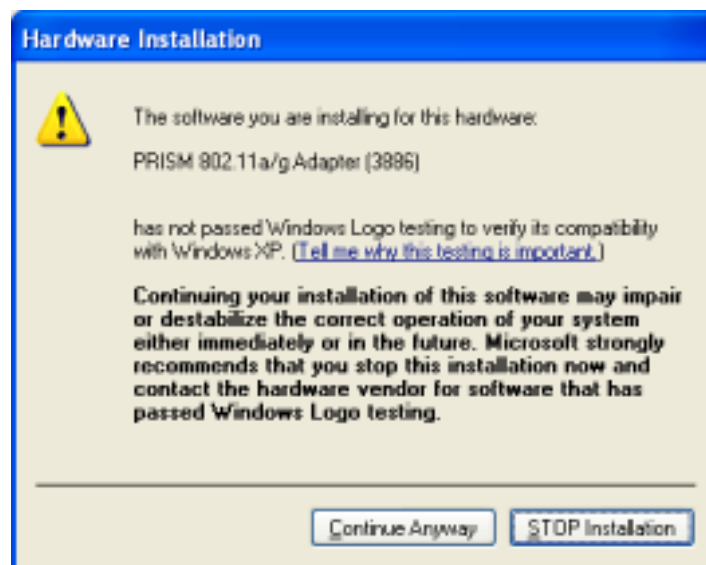 Hardware Installation
The software you are installing for this hardware:
PRISM 802.11a/g Adapter (3886)
has not passed Windows Logo testing to verify its compatibility
with Windows XP. (Tell me why this testing is important.)
Continuing your installation of this software may impair
or destabilize the correct operation of your system
either immediately or in the future. Microsoft strongly
recommends that you stop this installation now and
contact the hardware vendor for software that has
passed Windows Logo testing.
Continue Anyway
STOP Installation